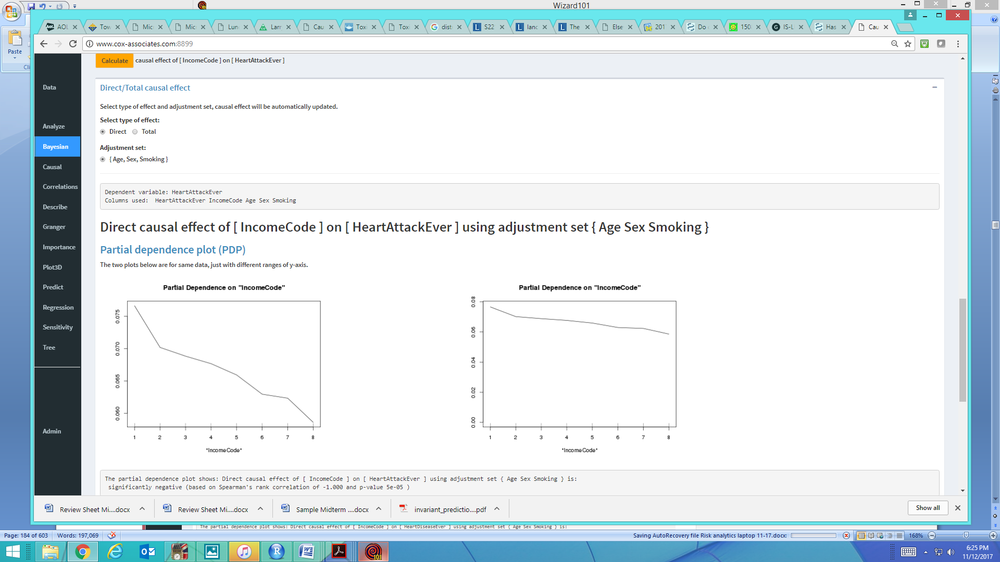 Wizard101
AOL
Tow
Mic
Mic
Lun
Larr
Cau
Toxi
Toxi
dist
S22
lanc
The
Else
201
Do
150
IS-L
Has
Cau
www.cox-associates.com:8899
Paste
Cli
Calculate causal effect of [ IncomeCode ] on [ HeartAttackEver ]
Data
Analyze
Bayesian
Causal
Correlations
Describe
Granger
Importance
Plot3D
Predict
Regression
Sensitivity
Tree
Admin
Direct/Total causal effect
Select type of effect and adjustment set, causal effect will be automatically updated.
Select type of effect:
Direct Total
Adjustment set:
{ Age, Sex, Smoking }
Dependent variable: HeartAttackEver
Columns used: HeartAttackEver IncomeCode Age Sex Smoking
Direct causal effect of [ IncomeCode ] on [ HeartAttackEver ] using adjustment set { Age Sex Smoking }
Partial dependence plot (PDP)
The two plots below are for same data, just with different ranges of y-axis.
Partial Dependence on "IncomeCode"
0.075
0.070
0.065
0.060
1 2 3 4 5 6 7 8
"IncomeCode"
Partial Dependence on "IncomeCode"
0.08
0.06
0.04
0.02
0.00
1 2 3 4 5 6 7 8
"IncomeCode"
The partial dependence plot shows: Direct causal effect of [ IncomeCode ] on [ HeartAttackEver ] using adjustment set { Age Sex Smoking } is:
significantly negative (based on Spearman's rank correlation of -1.000 and p-value 5e-05 )
Review Sheet Mi....docx
Review Sheet Mi....docx
Sample Midterm ....docx
invariant_predictio....pdf
Show all
The partial dependence plot shows: Direct causal effect of [ IncomeCode ] on [ HeartDiseaseEver ] using adjustment set { Age Sex Smoking } is:
Page: 184 of 603 Words: 197,069
Saving AutoRecovery file Risk analytics laptop 11-17.docx:
168%
6:25 PM
11/12/2017